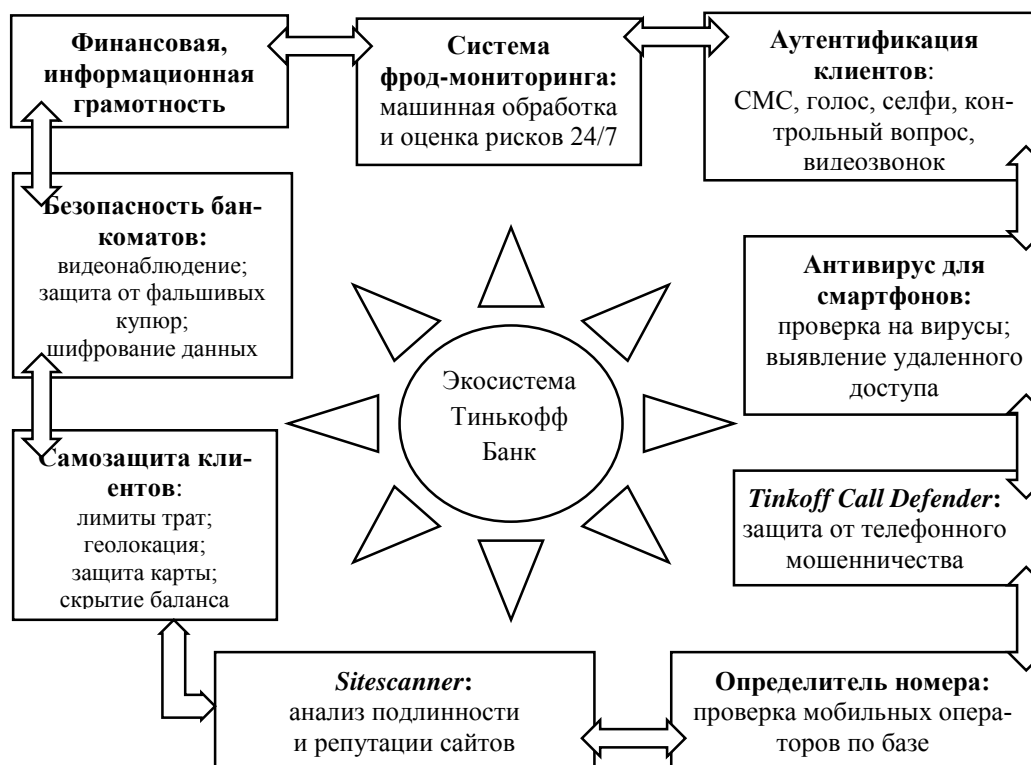 Финансовая,
информационная
грамотность
Система
фрод-мониторинга:
машинная обработка
и оценка рисков 24/7
Аутентификация
клиентов:
СМС, голос, селфи, кон-
трольный вопрос,
видеозвонок
Безопасность бан-
коматов:
видеонаблюдение;
защита от фальшивых
купюр;
шифрование данных
Антивирус для
смартфонов:
проверка на вирусы;
выявление удаленного
доступа
Экосистема
Тинькофф
Банк
Самозащита кли-
ентов:
лимиты трат;
геолокация;
защита карты;
скрытие баланса
Tinkoff Call Defender:
защита от телефонного
мошенничества
Sitescanner:
анализ подлинности
и репутации сайтов
Определитель номера:
проверка мобильных опера-
торов по базе